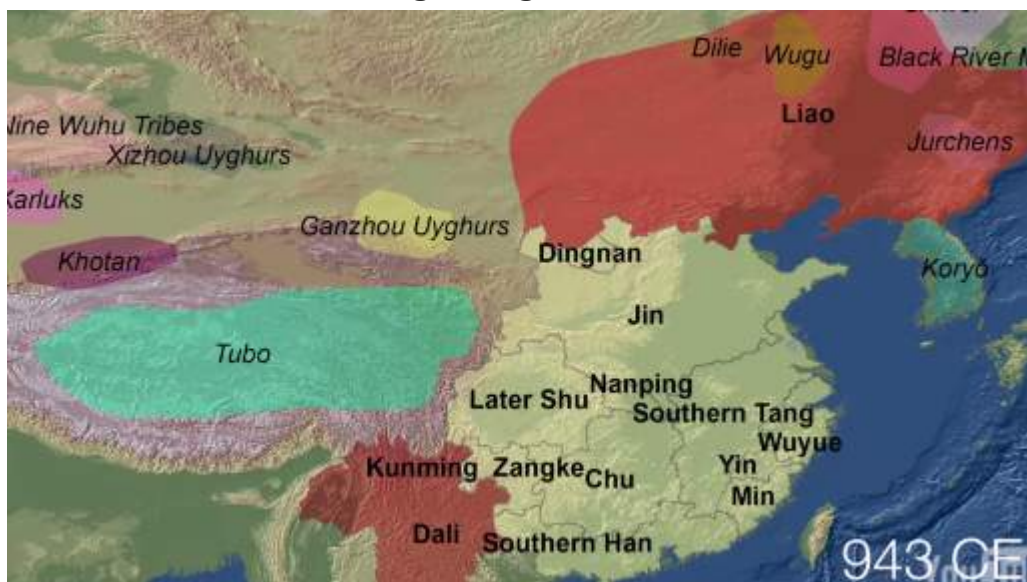 Dilie
Wugu
Black River M
Liao
Nine Wuhu Tribes
Jurchens
Xizhou Uyghurs
Karluks
Ganzhou Uyghurs
Dingnan
Khotan
Koryŏ
Jin
Tubo
Nanping
Later Shu
Southern Tang
Wuyue
Kunming
Zangke
Yin
Chu
Min
Dali
Southern Han
943 CE